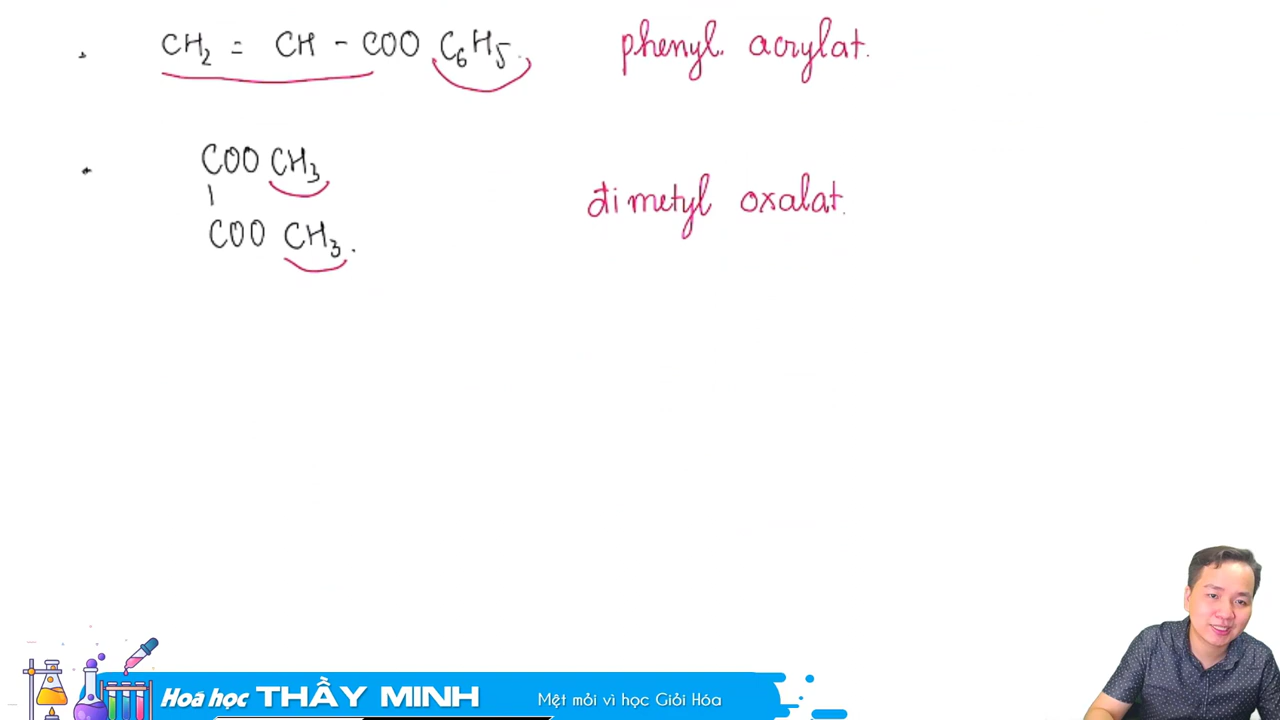 . CH₂ = CH - COO C₆H₅. phenyl. acrylat.
. COO CH₃
|
COO CH₃.
đimetyl oxalat.
Hoá học THẦY MINH
Mệt mỏi vì học Giỏi Hóa